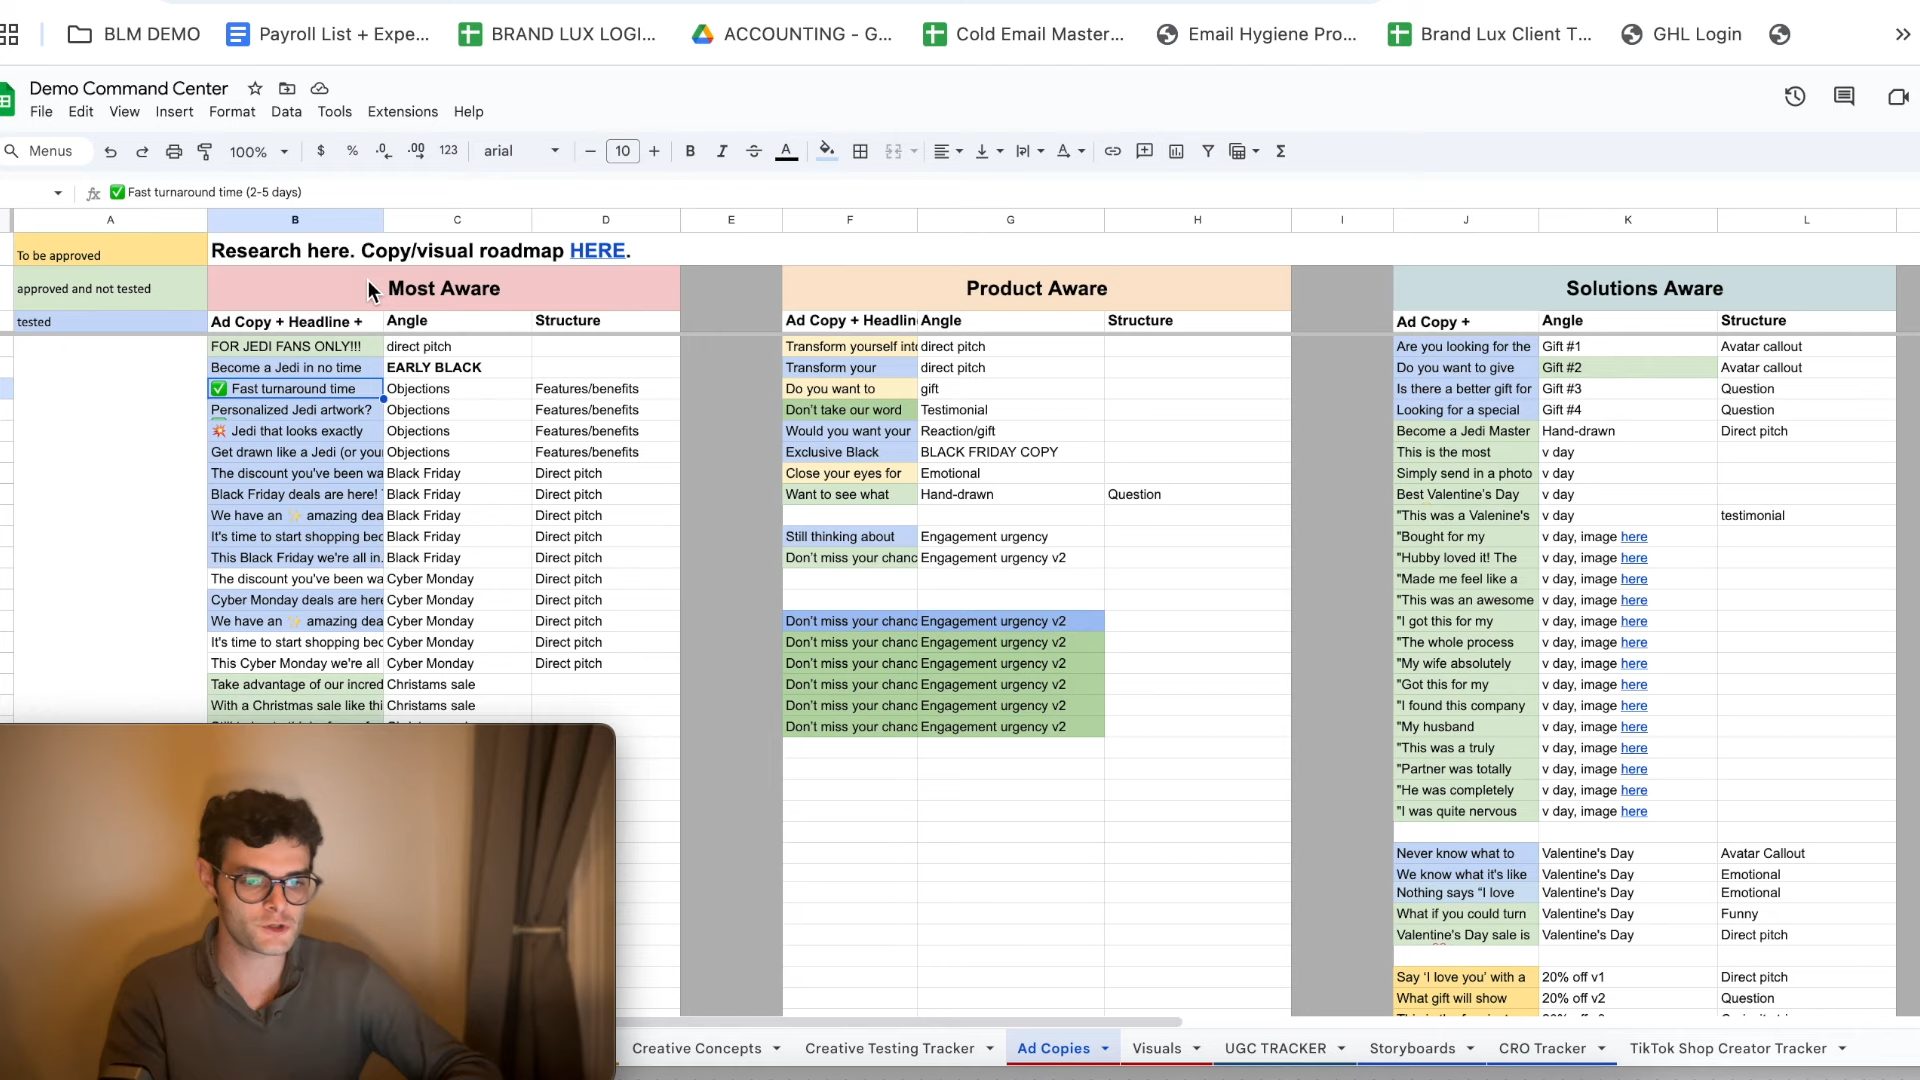 BLM DEMO Payroll List + Expe... BRAND LUX LOGI... ACCOUNTING - G... Cold Email Master... Email Hygiene Pro... Brand Lux Client T... GHL Login
Demo Command Center
File Edit View Insert Format Data Tools Extensions Help
Menus 100% $ % .0 .00 123 arial 10 B I A
fx ✅ Fast turnaround time (2-5 days)
A B C D E F G H I J K L
To be approved Research here. Copy/visual roadmap HERE.
approved and not tested Most Aware Product Aware Solutions Aware
tested Ad Copy + Headline + Angle Structure Ad Copy + Headlin Angle Structure Ad Copy + Angle Structure
FOR JEDI FANS ONLY!!! direct pitch Transform yourself into direct pitch Are you looking for the Gift #1 Avatar callout
Become a Jedi in no time EARLY BLACK Transform your direct pitch Do you want to give Gift #2 Avatar callout
✅ Fast turnaround time Objections Features/benefits Do you want to gift Is there a better gift for Gift #3 Question
Personalized Jedi artwork? Objections Features/benefits Don't take our word Testimonial Looking for a special Gift #4 Question
💥 Jedi that looks exactly Objections Features/benefits Would you want your Reaction/gift Become a Jedi Master Hand-drawn Direct pitch
Get drawn like a Jedi (or your Objections Features/benefits Exclusive Black BLACK FRIDAY COPY This is the most v day
The discount you've been wa Black Friday Direct pitch Close your eyes for Emotional Simply send in a photo v day
Black Friday deals are here! Black Friday Direct pitch Want to see what Hand-drawn Question Best Valentine's Day v day
We have an ✨ amazing dea Black Friday Direct pitch "This was a Valenine's v day testimonial
It's time to start shopping bec Black Friday Direct pitch Still thinking about Engagement urgency "Bought for my v day, image here
This Black Friday we're all in. Black Friday Direct pitch Don't miss your chanc Engagement urgency v2 "Hubby loved it! The v day, image here
The discount you've been wa Cyber Monday Direct pitch "Made me feel like a v day, image here
Cyber Monday deals are here Cyber Monday Direct pitch "This was an awesome v day, image here
We have an ✨ amazing dea Cyber Monday Direct pitch Don't miss your chanc Engagement urgency v2 "I got this for my v day, image here
It's time to start shopping bec Cyber Monday Direct pitch Don't miss your chanc Engagement urgency v2 "The whole process v day, image here
This Cyber Monday we're all Cyber Monday Direct pitch Don't miss your chanc Engagement urgency v2 "My wife absolutely v day, image here
Take advantage of our incred Christams sale Don't miss your chanc Engagement urgency v2 "Got this for my v day, image here
With a Christmas sale like thi Christams sale Don't miss your chanc Engagement urgency v2 "I found this company v day, image here
Don't miss your chanc Engagement urgency v2 "My husband v day, image here
"This was a truly v day, image here
"Partner was totally v day, image here
"He was completely v day, image here
"I was quite nervous v day, image here
Never know what to Valentine's Day Avatar Callout
We know what it's like Valentine's Day Emotional
Nothing says "I love Valentine's Day Emotional
What if you could turn Valentine's Day Funny
Valentine's Day sale is Valentine's Day Direct pitch
Say 'I love you' with a 20% off v1 Direct pitch
What gift will show 20% off v2 Question
Creative Concepts Creative Testing Tracker Ad Copies Visuals UGC TRACKER Storyboards CRO Tracker TikTok Shop Creator Tracker